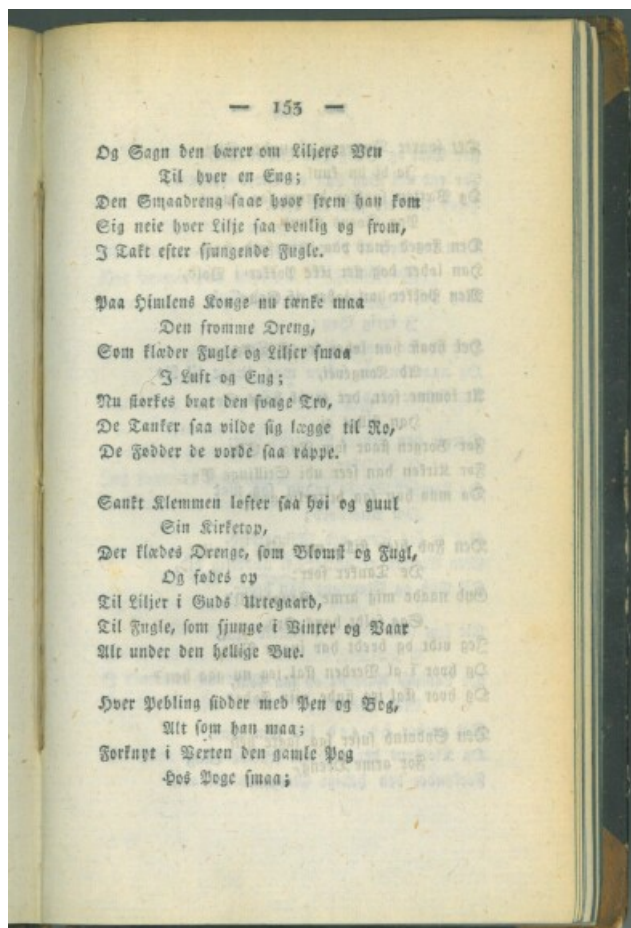 — 153 —
Og Sagn den bærer om Liljers Ven
Til hver en Eng;
Den Smaadreng saae hvor frem han kom
Sig neie hver Lilje saa venlig og from,
I Takt efter sjungende Fugle.
Paa Himlens Konge nu tænke maa
Den fromme Dreng,
Som klæder Fugle og Liljer smaa
I Luft og Eng;
Nu styrkes brat den svage Tro,
De Tanker saa vilde sig lægge til Ro,
De Fødder de vorde saa rappe.
Sankt Klemmen løfter saa høi og guul
Sin Kirketop,
Der klædes Drenge, som Blomst og Fugl,
Og fødes op
Til Liljer i Guds Urtegaard,
Til Fugle, som sjunge i Vinter og Vaar
Alt under den hellige Bue.
Hver Pebling sidder med Pen og Bog,
Alt som han maa;
Forknyt i Vexten den gamle Pog
Hos Poge smaa;